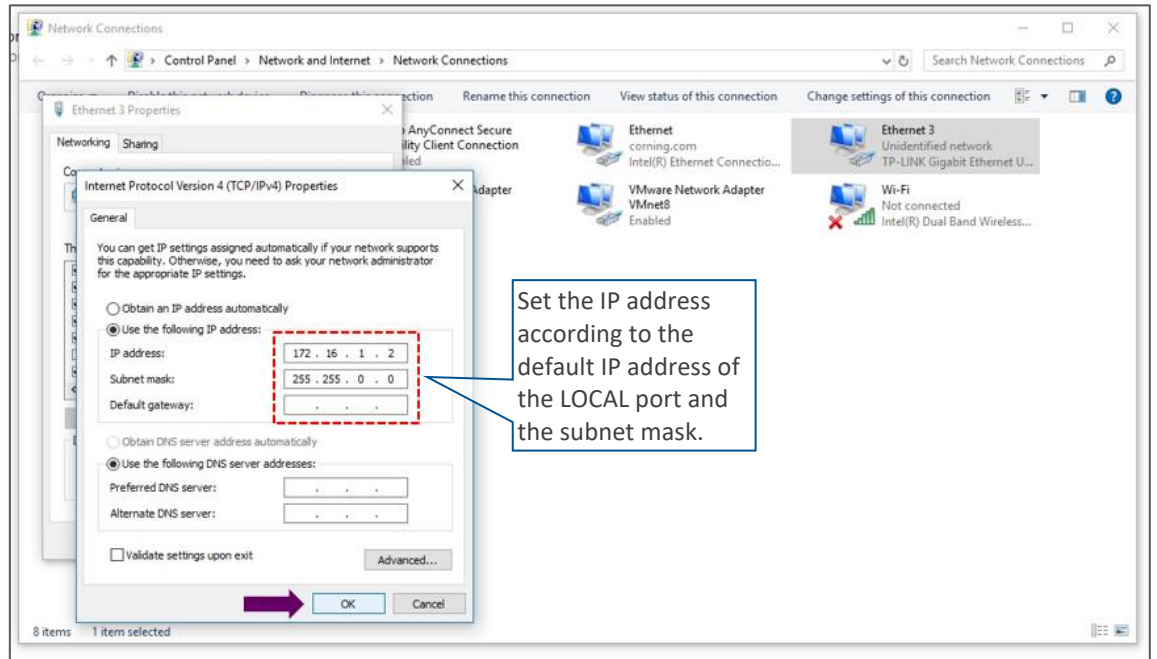 Network Connections
Control Panel > Network and Internet > Network Connections
Search Network Connections
Rename this connection
View status of this connection
Change settings of this connection
Ethernet 3 Properties
Networking
Sharing
AnyConnect Secure
Client Connection
Ethernet
corning.com
Intel(R) Ethernet Connectio...
Ethernet 3
Unidentified network
TP-LINK Gigabit Ethernet U...
Adapter
VMware Network Adapter
VMnet8
Enabled
Wi-Fi
Not connected
Intel(R) Dual Band Wireless...
Internet Protocol Version 4 (TCP/IPv4) Properties
General
You can get IP settings assigned automatically if your network supports
this capability. Otherwise, you need to ask your network administrator
for the appropriate IP settings.
Obtain an IP address automatically
Use the following IP address:
IP address: 172 . 16 . 1 . 2
Subnet mask: 255 . 255 . 0 . 0
Default gateway: . . .
Obtain DNS server address automatically
Use the following DNS server addresses:
Preferred DNS server: . . .
Alternate DNS server: . . .
Validate settings upon exit
Advanced...
OK
Cancel
Set the IP address
according to the
default IP address of
the LOCAL port and
the subnet mask.
8 items
1 item selected